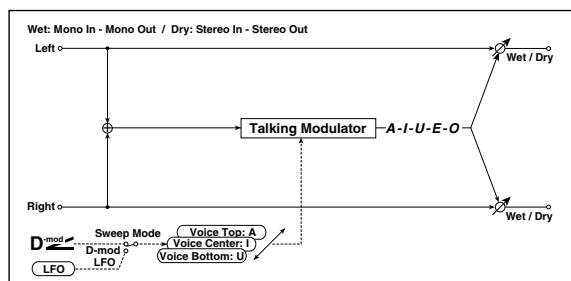 Wet: Mono In - Mono Out / Dry: Stereo In - Stereo Out
Left
Wet / Dry
Talking Modulator
A-I-U-E-O
Right
Wet / Dry
D-mod
Sweep Mode
D-mod
LFO
LFO
Voice Top: A
Voice Center: I
Voice Bottom: U